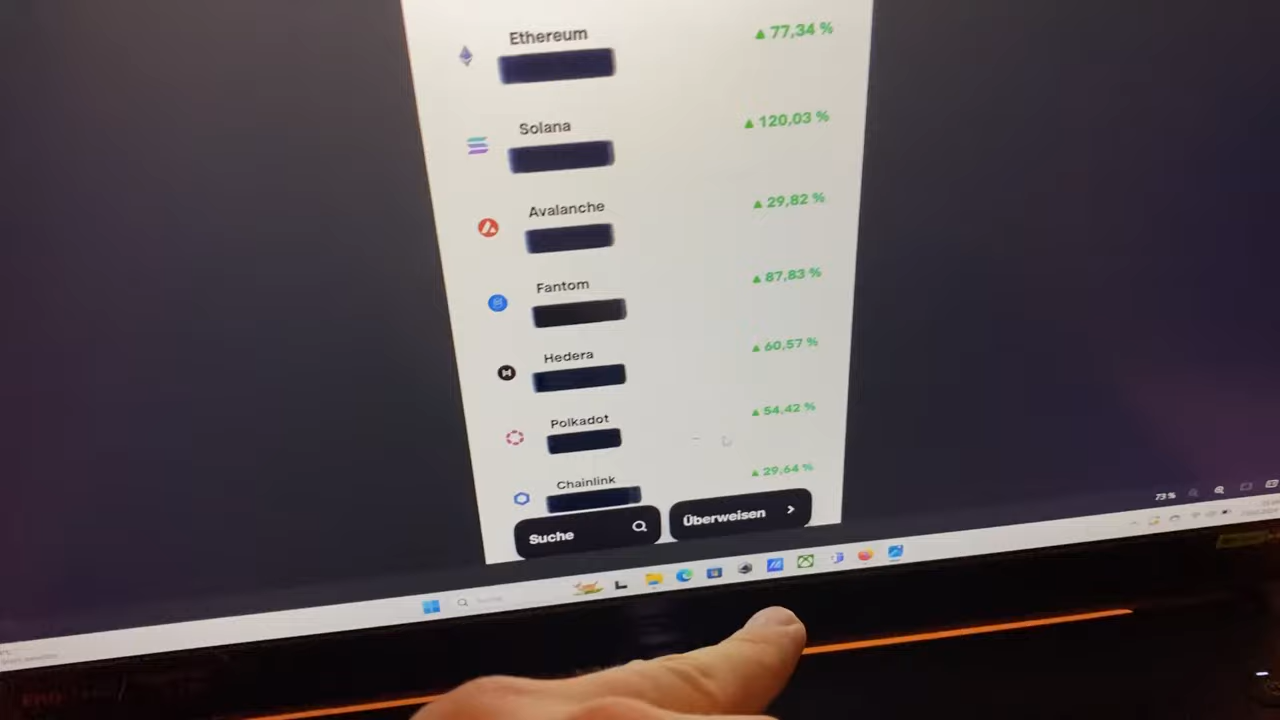 Ethereum
▲ 77,34 %
Solana
▲ 120,03 %
Avalanche
▲ 29,82 %
Fantom
▲ 87,83 %
Hedera
▲ 60,57 %
Polkadot
▲ 54,42 %
Chainlink
▲ 29,64 %
Suche
Überweisen
73 %